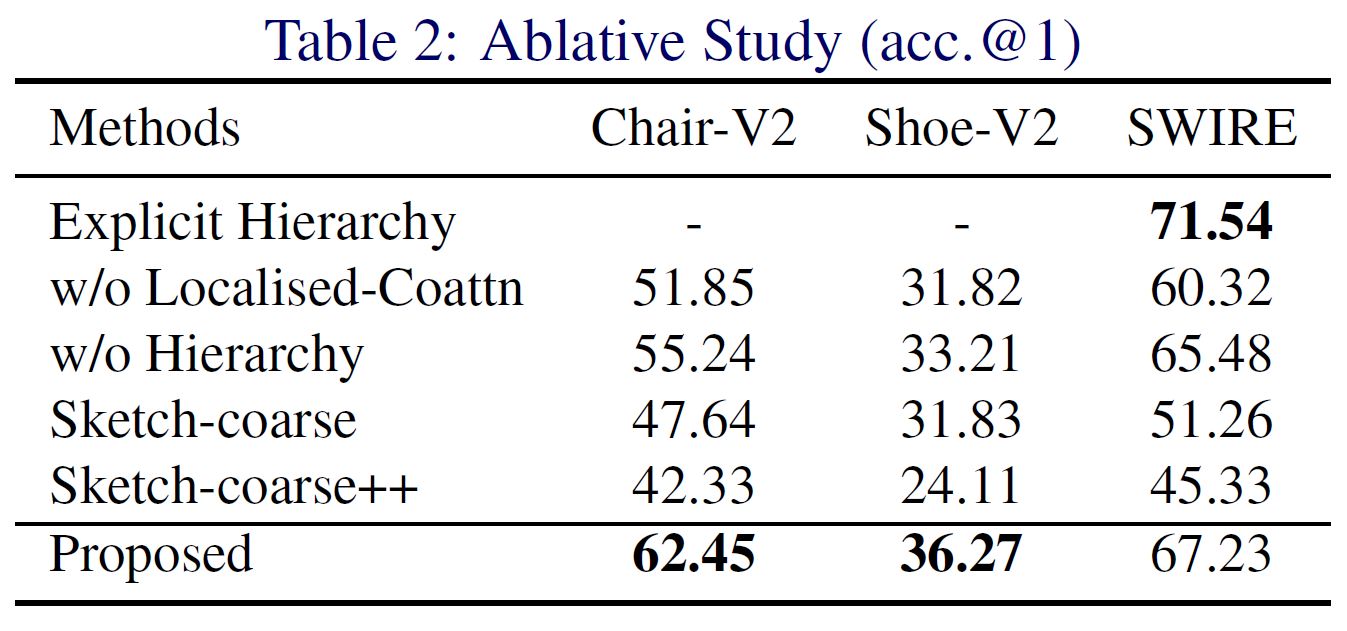 Table 2: Ablative Study (acc.@1)
Methods Chair-V2 Shoe-V2 SWIRE
Explicit Hierarchy - - 71.54
w/o Localised-Coattn 51.85 31.82 60.32
w/o Hierarchy 55.24 33.21 65.48
Sketch-coarse 47.64 31.83 51.26
Sketch-coarse++ 42.33 24.11 45.33
Proposed 62.45 36.27 67.23